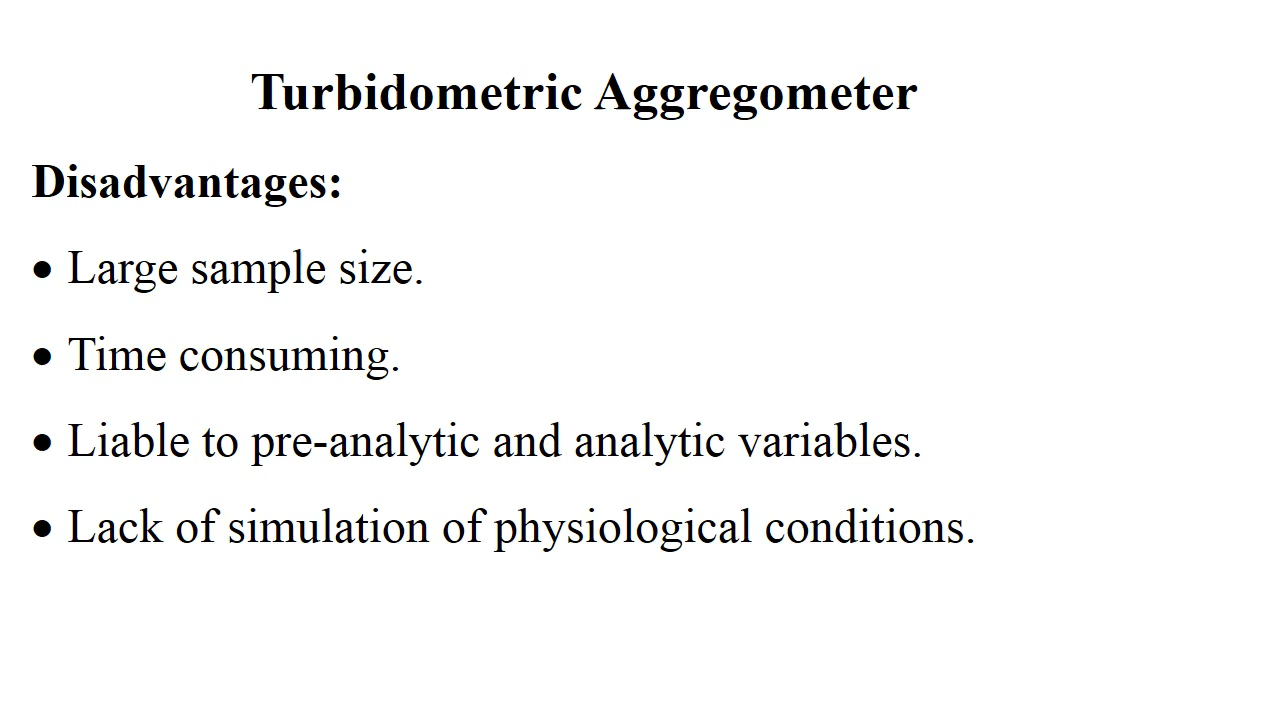 Turbidometric Aggregometer
Disadvantages:
• Large sample size.
• Time consuming.
• Liable to pre-analytic and analytic variables.
• Lack of simulation of physiological conditions.